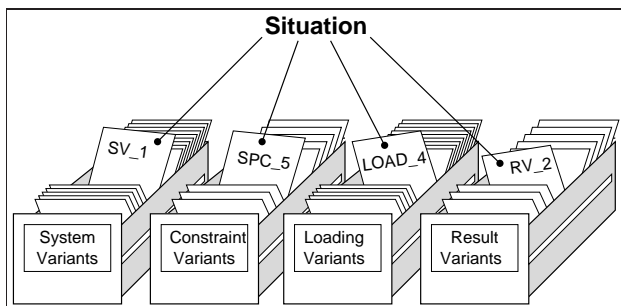 Situation
SV_1
SPC_5
LOAD_4
RV_2
System
Variants
Constraint
Variants
Loading
Variants
Result
Variants